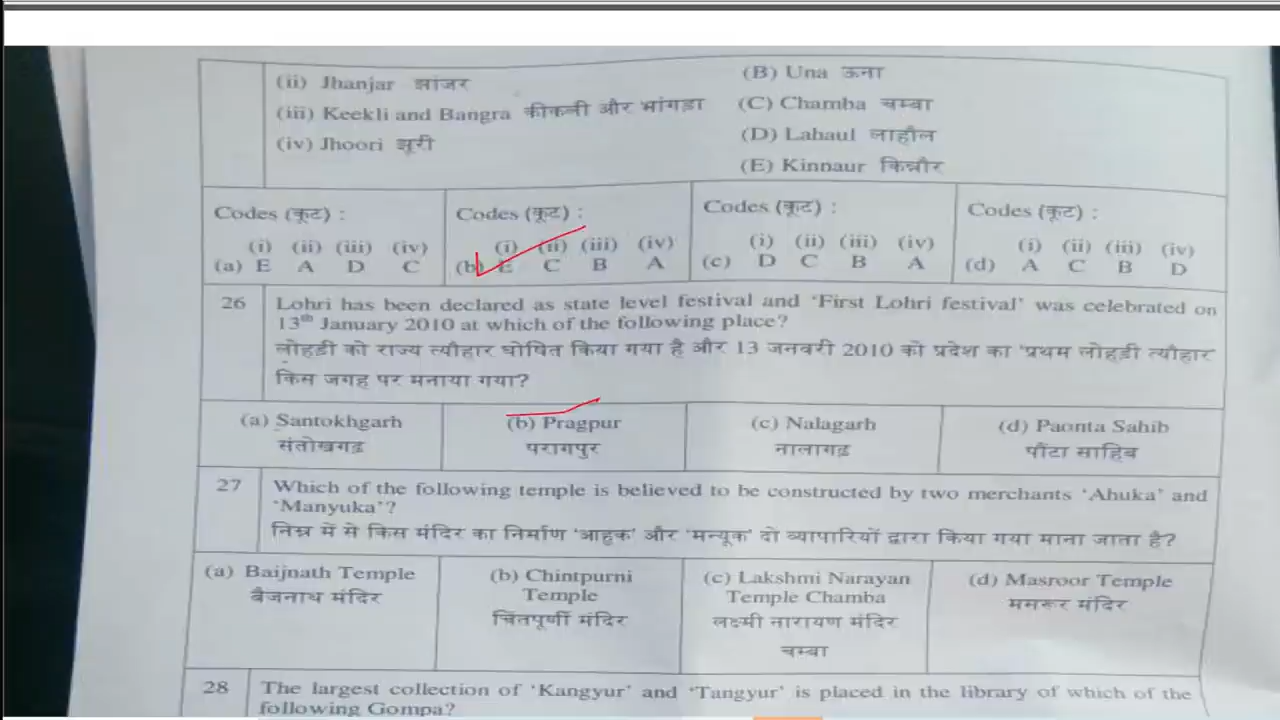 (ii) Jhanjar झांजर
(B) Una ऊना
(iii) Keekli and Bangra कीकली और भांगड़ा
(C) Chamba चम्बा
(iv) Jhoori झूरी
(D) Lahaul लाहौल
(E) Kinnaur किन्नौर
Codes (कूट) :
(i) (ii) (iii) (iv)
(a) E A D C
Codes (कूट) :
(i) (ii) (iii) (iv)
(b) E C B A
Codes (कूट) :
(i) (ii) (iii) (iv)
(c) D C B A
Codes (कूट) :
(i) (ii) (iii) (iv)
(d) A C B D
26 Lohri has been declared as state level festival and ‘First Lohri festival’ was celebrated on
13th January 2010 at which of the following place?
लोहड़ी को राज्य त्यौहार घोषित किया गया है और 13 जनवरी 2010 को प्रदेश का ‘प्रथम लोहड़ी त्यौहार
किस जगह पर मनाया गया?
(a) Santokhgarh
संतोखगढ़
(b) Pragpur
परागपुर
(c) Nalagarh
नालागढ़
(d) Paonta Sahib
पौंटा साहिब
27 Which of the following temple is believed to be constructed by two merchants ‘Ahuka’ and
‘Manyuka’?
निम्न में से किस मंदिर का निर्माण ‘आहूक’ और ‘मन्यूक’ दो व्यापारियों द्वारा किया गया माना जाता है?
(a) Baijnath Temple
बैजनाथ मंदिर
(b) Chintpurni
Temple
चिंतपूर्णी मंदिर
(c) Lakshmi Narayan
Temple Chamba
लक्ष्मी नारायण मंदिर
चम्बा
(d) Masroor Temple
ममरूर मंदिर
28 The largest collection of ‘Kangyur’ and ‘Tangyur’ is placed in the library of which of the
following Gompa?